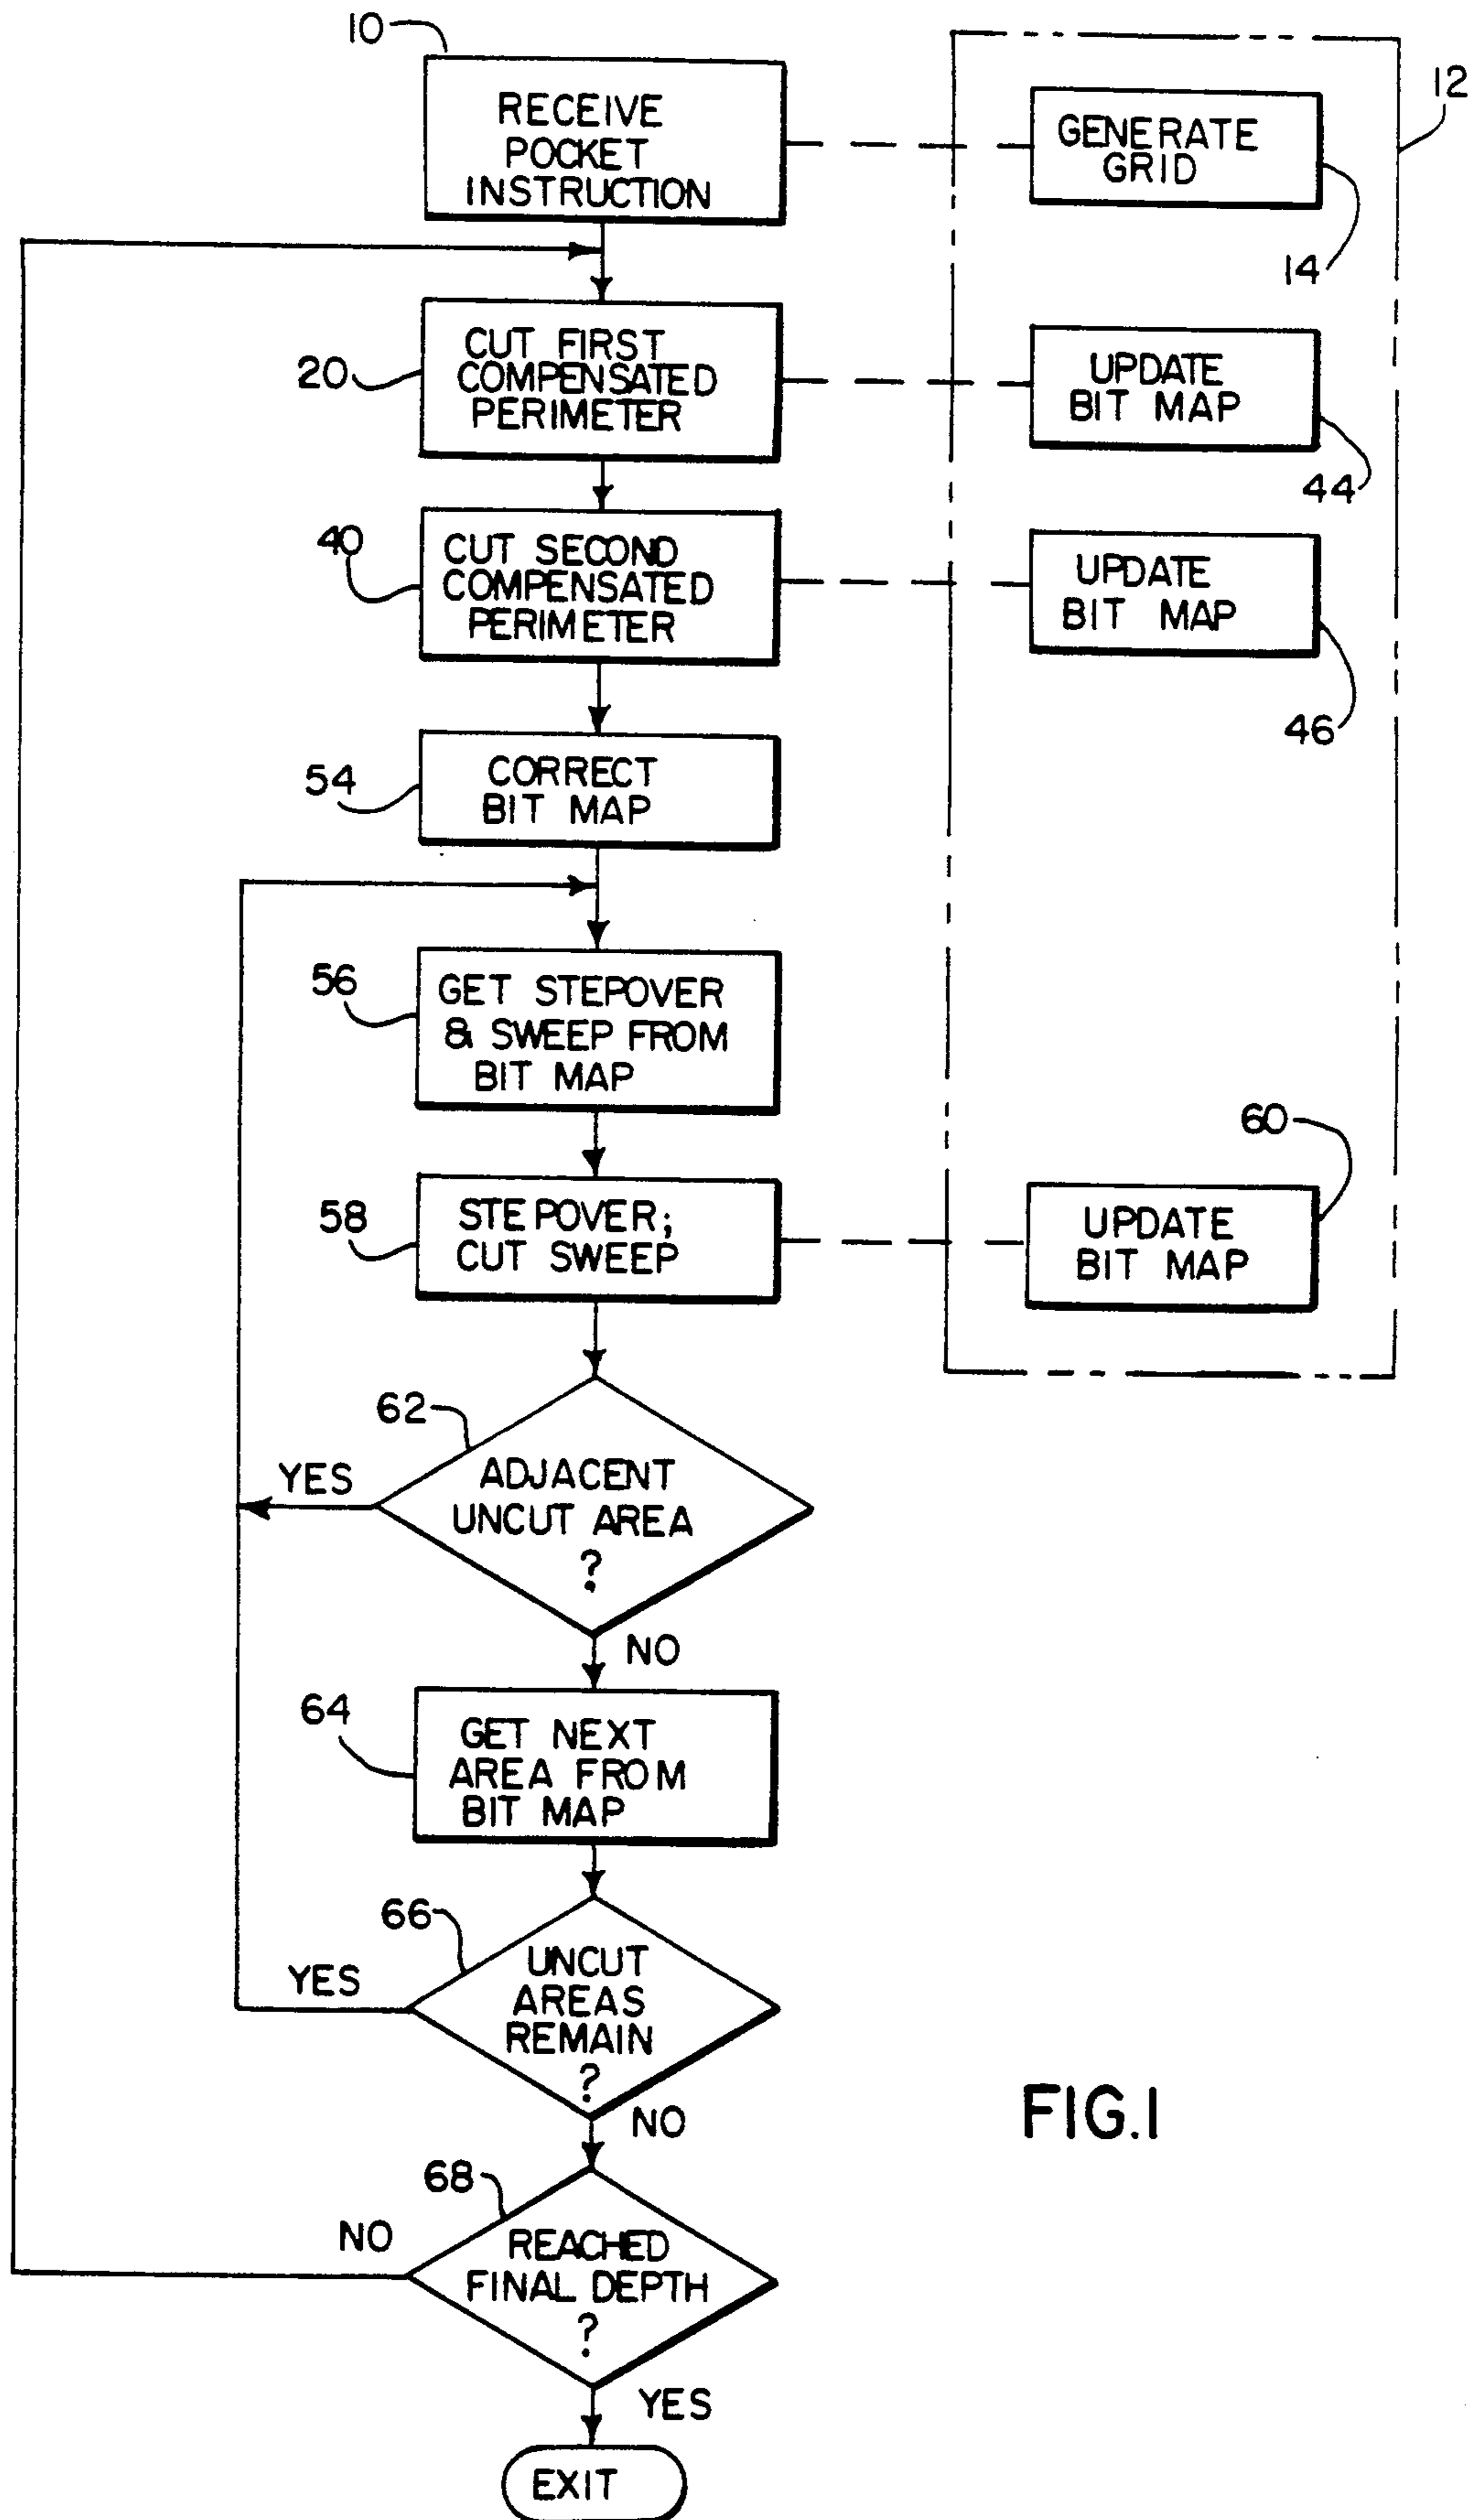 10
RECEIVE
POCKET
INSTRUCTION
12
GENERATE
GRID
14
20
CUT FIRST
COMPENSATED
PERIMETER
UPDATE
BIT MAP
44
40
CUT SECOND
COMPENSATED
PERIMETER
UPDATE
BIT MAP
46
54
CORRECT
BIT MAP
56
GET STEPOVER
& SWEEP FROM
BIT MAP
58
STEPOVER;
CUT SWEEP
60
UPDATE
BIT MAP
62
ADJACENT
UNCUT AREA
?
YES
NO
64
GET NEXT
AREA FROM
BIT MAP
66
UNCUT
AREAS
REMAIN
?
YES
NO
68
REACHED
FINAL DEPTH
?
NO
YES
EXIT
FIG.1